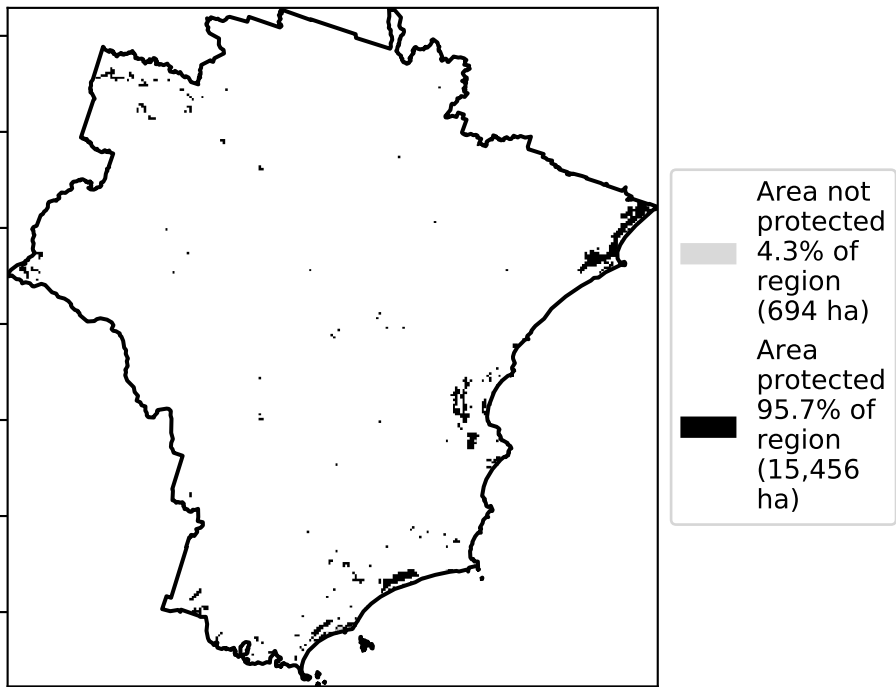 Area not
protected
4.3% of
region
(694 ha)
Area
protected
95.7% of
region
(15,456
ha)